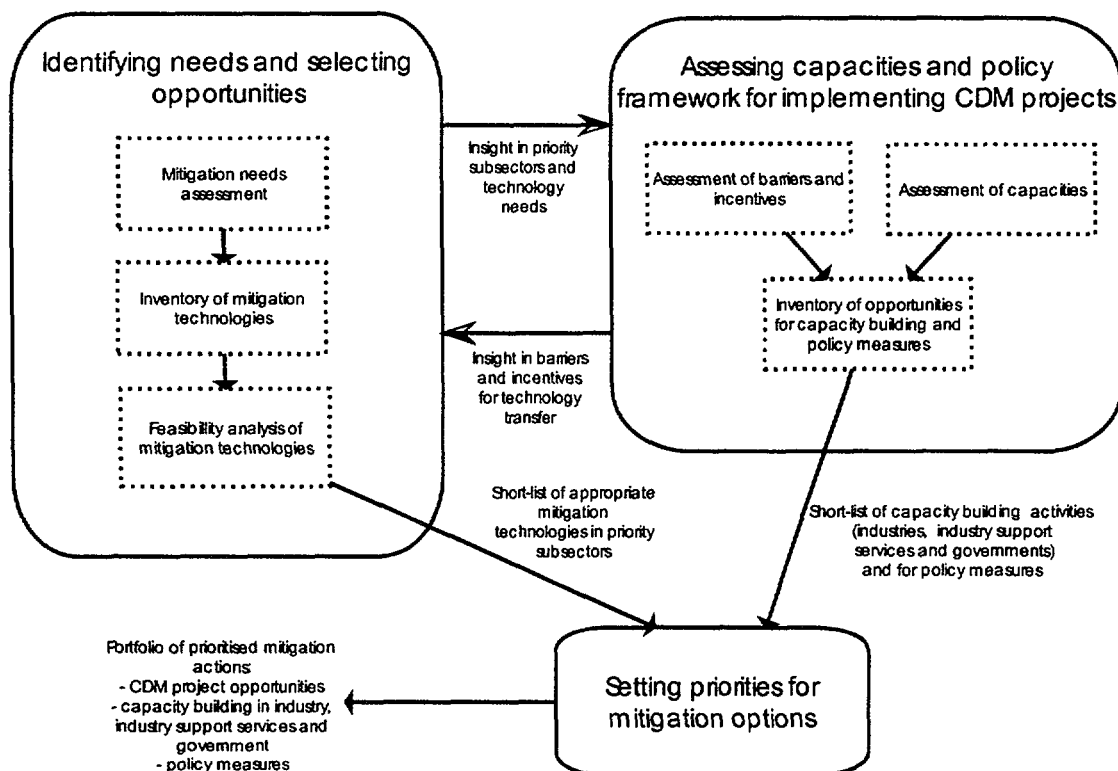 Identifying needs and selecting
opportunities
Mitigation needs
assessment
Inventory of mitigation
technologies
Feasibility analysis of
mitigation technologies
Insight in priority
subsectors and
technology
needs
Insight in barriers
and incentives
for technology
transfer
Assessing capacities and policy
framework for implementing CDM projects
Assessment of barriers and
incentives
Assessment of capacities
Inventory of opportunities
for capacity building and
policy measures
Short-list of appropriate
mitigation
technologies in priority
subsectors
Short-list of capacity building activities
(industries, industry support
services and governments)
and for policy measures
Setting priorities for
mitigation options
Portfolio of prioritised mitigation
actions:
- CDM project opportunities
- capacity building in industry,
industry support services and
government
- policy measures